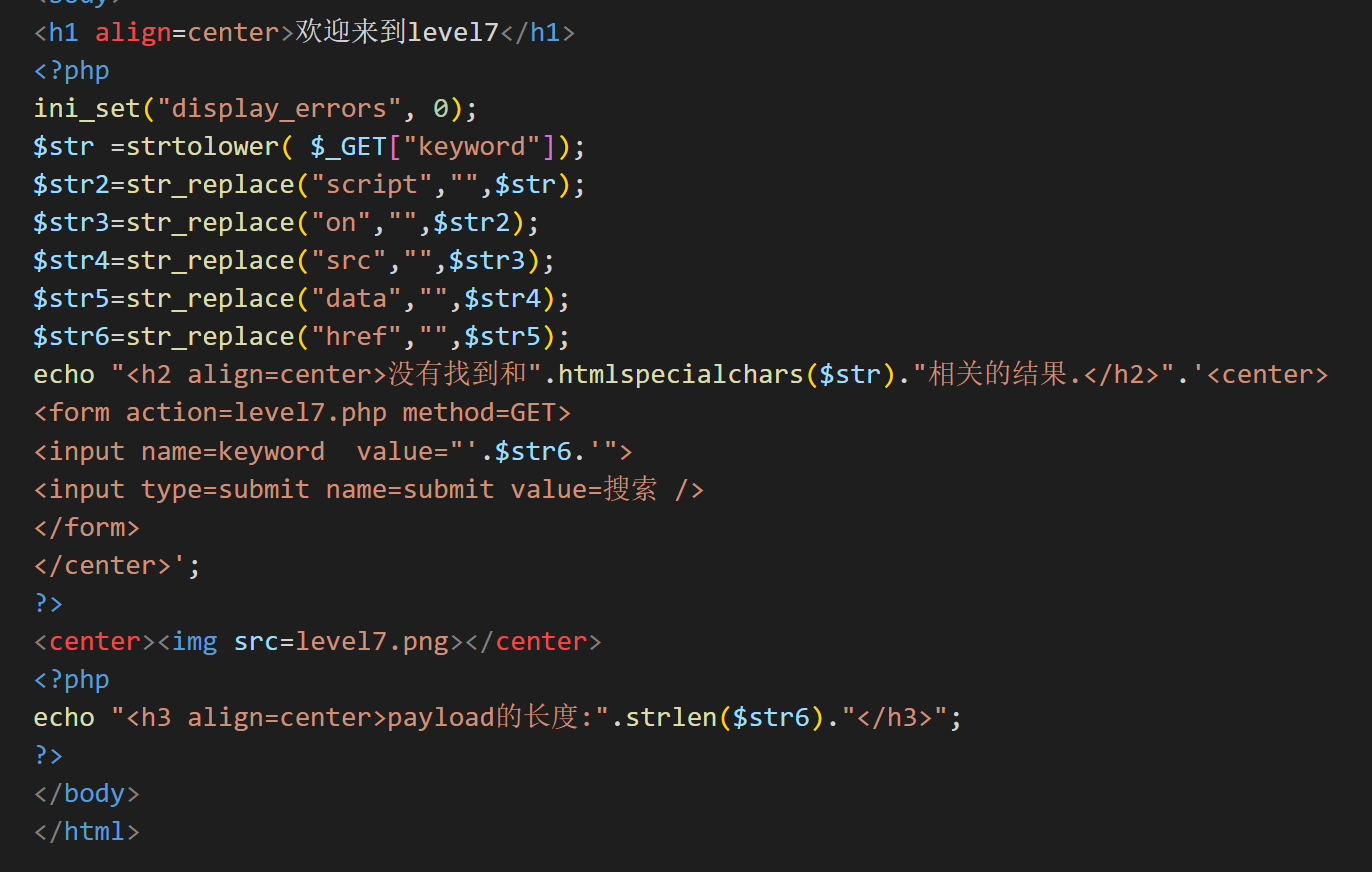 <body>
<h1 align=center>欢迎来到level7</h1>
<?php
ini_set("display_errors", 0);
$str =strtolower( $_GET["keyword"]);
$str2=str_replace("script","",$str);
$str3=str_replace("on","",$str2);
$str4=str_replace("src","",$str3);
$str5=str_replace("data","",$str4);
$str6=str_replace("href","",$str5);
echo "<h2 align=center>没有找到和".htmlspecialchars($str)."相关的结果.</h2>".'<center>
<form action=level7.php method=GET>
<input name=keyword  value="'.$str6.'">
<input type=submit name=submit value=搜索 />
</form>
</center>';
?>
<center><img src=level7.png></center>
<?php
echo "<h3 align=center>payload的长度:".strlen($str6)."</h3>";
?>
</body>
</html>